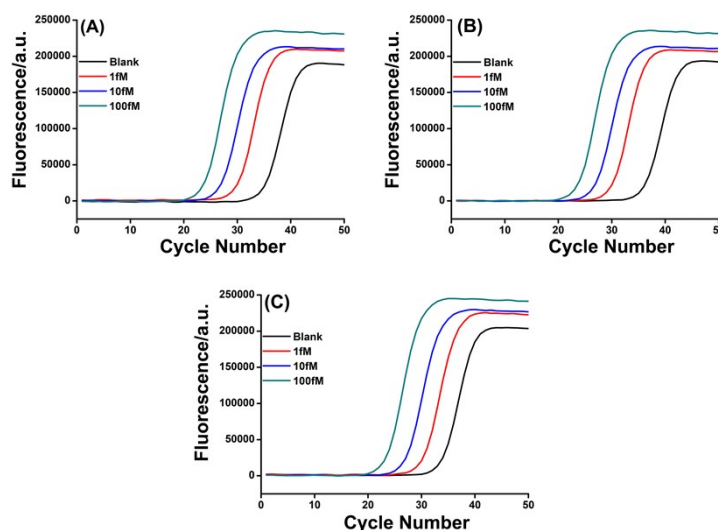 (A)
Fluorescence/a.u.
250000
200000
150000
100000
50000
0
Blank
1fM
10fM
100fM
0 10 20 30 40 50
Cycle Number
(B)
Fluorescence/a.u.
250000
200000
150000
100000
50000
0
Blank
1fM
10fM
100fM
0 10 20 30 40 50
Cycle Number
(C)
Fluorescence/a.u.
250000
200000
150000
100000
50000
0
Blank
1fM
10fM
100fM
0 10 20 30 40 50
Cycle Number